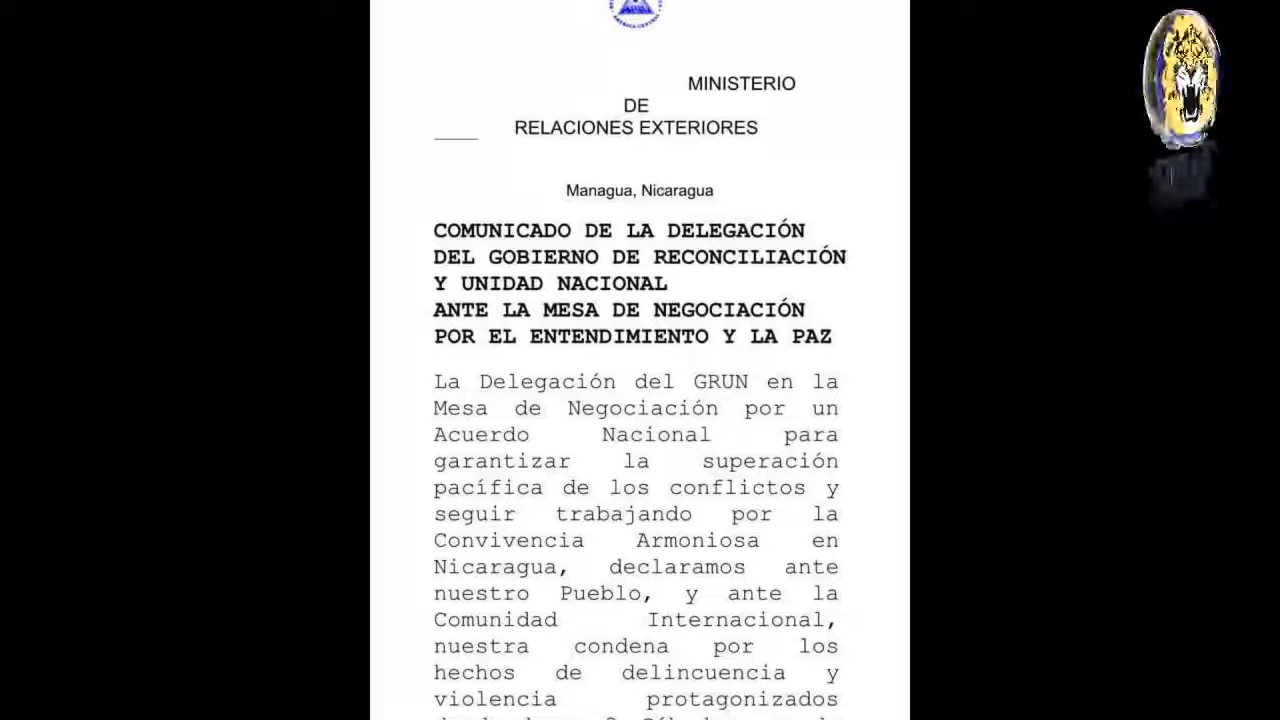 AMERICA CENTRAL
MINISTERIO
DE
RELACIONES EXTERIORES
Managua, Nicaragua
COMUNICADO DE LA DELEGACIÓN
DEL GOBIERNO DE RECONCILIACIÓN
Y UNIDAD NACIONAL
ANTE LA MESA DE NEGOCIACIÓN
POR EL ENTENDIMIENTO Y LA PAZ
La Delegación del GRUN en la
Mesa de Negociación por un
Acuerdo Nacional para
garantizar la superación
pacífica de los conflictos y
seguir trabajando por la
Convivencia Armoniosa en
Nicaragua, declaramos ante
nuestro Pueblo, y ante la
Comunidad Internacional,
nuestra condena por los
hechos de delincuencia y
violencia protagonizados